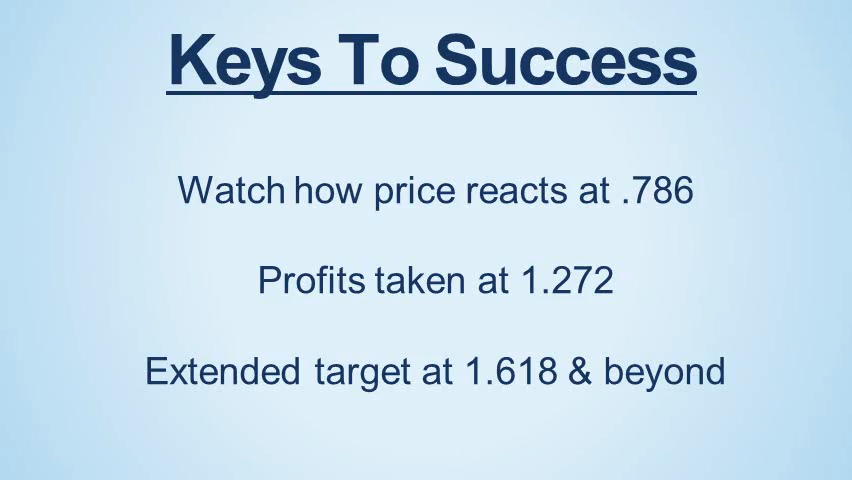 Keys To Success
Watch how price reacts at .786
Profits taken at 1.272
Extended target at 1.618 & beyond